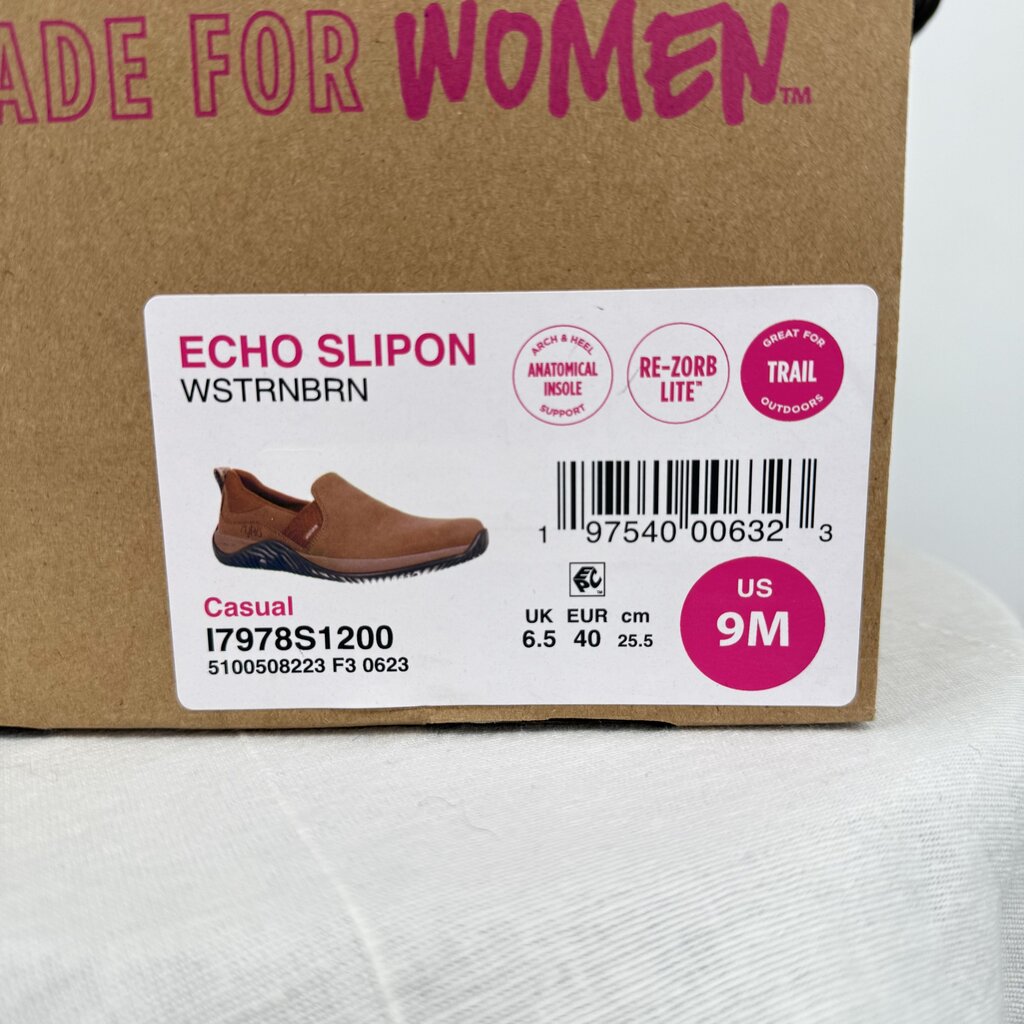 ADE FOR WOMEN™
ECHO SLIPON
WSTRNBRN
ARCH & HEEL
ANATOMICAL
INSOLE
SUPPORT
RE-ZORB
LITE™
GREAT FOR
TRAIL
OUTDOORS
1 97540 00632 3
Casual
I7978S1200
5100508223 F3 0623
UK EUR cm
6.5 40 25.5
US
9M